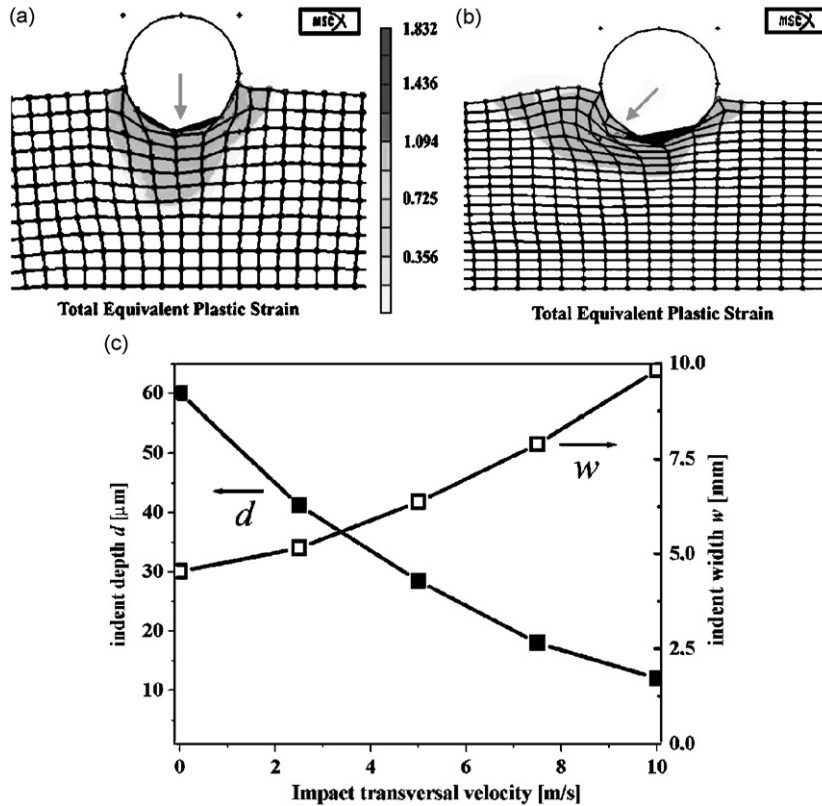 (a)
MSC
1.832
1.436
1.094
0.725
0.356
Total Equivalent Plastic Strain
(b)
MSC
Total Equivalent Plastic Strain
(c)
indent depth d [µm]
60
50
40
30
20
10
d
w
10.0
7.5
5.0
2.5
0.0
indent width w [mm]
0 2 4 6 8 10
Impact transversal velocity [m/s]